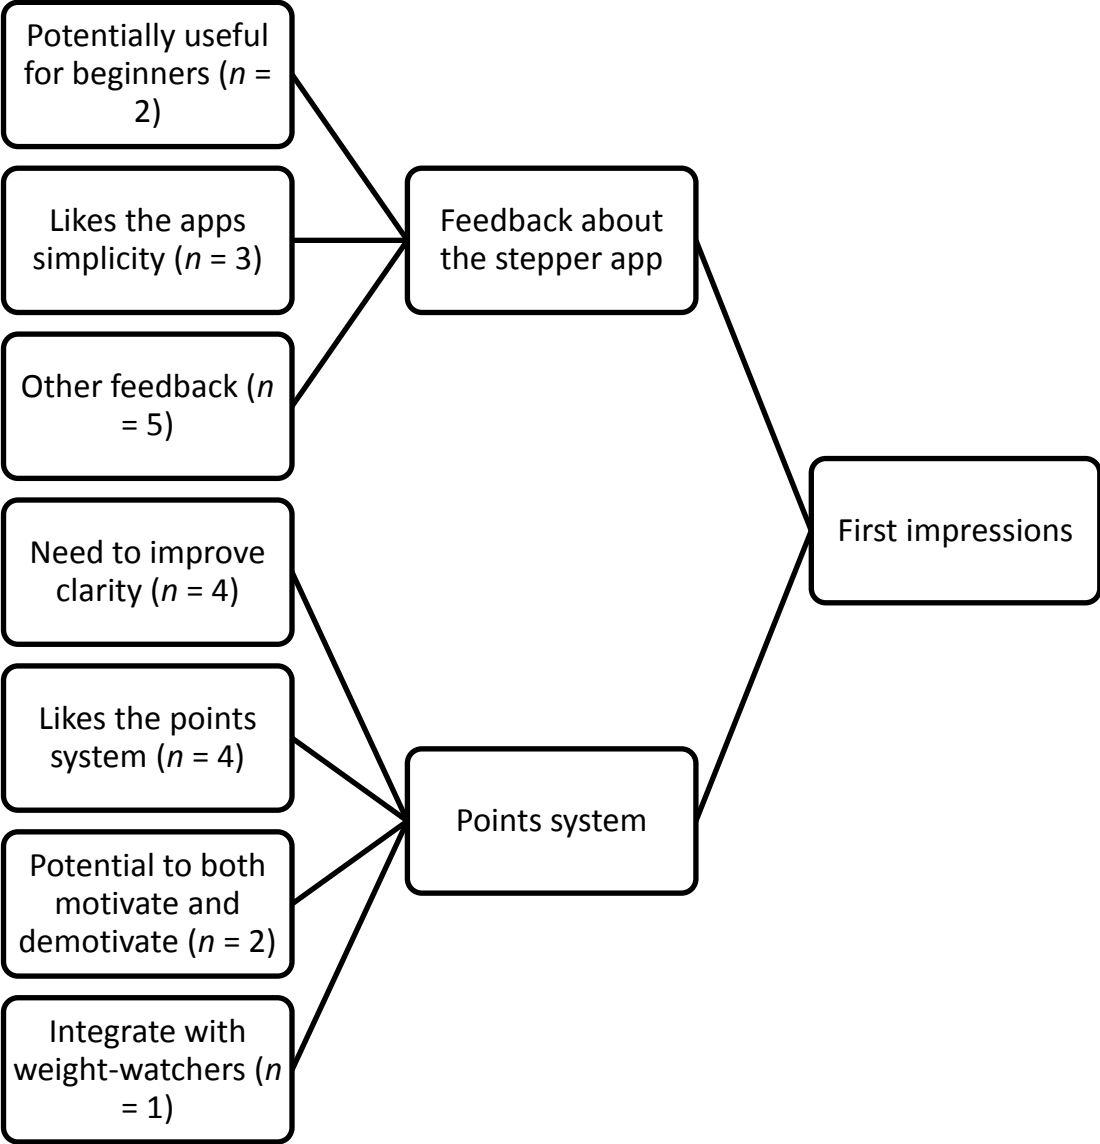 Potentially useful
for beginners (n =
2)
Likes the apps
simplicity (n = 3)
Other feedback (n
= 5)
Need to improve
clarity (n = 4)
Likes the points
system (n = 4)
Potential to both
motivate and
demotivate (n = 2)
Integrate with
weight-watchers (n
= 1)
Feedback about
the stepper app
Points system
First impressions